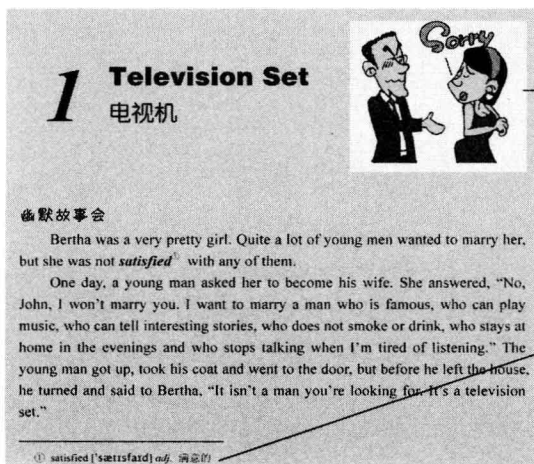 Sorry
1 Television Set
电视机
幽默故事会
Bertha was a very pretty girl. Quite a lot of young men wanted to marry her,
but she was not satisfied① with any of them.
One day, a young man asked her to become his wife. She answered, “No,
John, I won’t marry you. I want to marry a man who is famous, who can play
music, who can tell interesting stories, who does not smoke or drink, who stays at
home in the evenings and who stops talking when I’m tired of listening.” The
young man got up, took his coat and went to the door, but before he left the house,
he turned and said to Bertha, “It isn’t a man you’re looking for. It’s a television
set.”
① satisfied ['sætɪsfaɪd] adj. 满意的